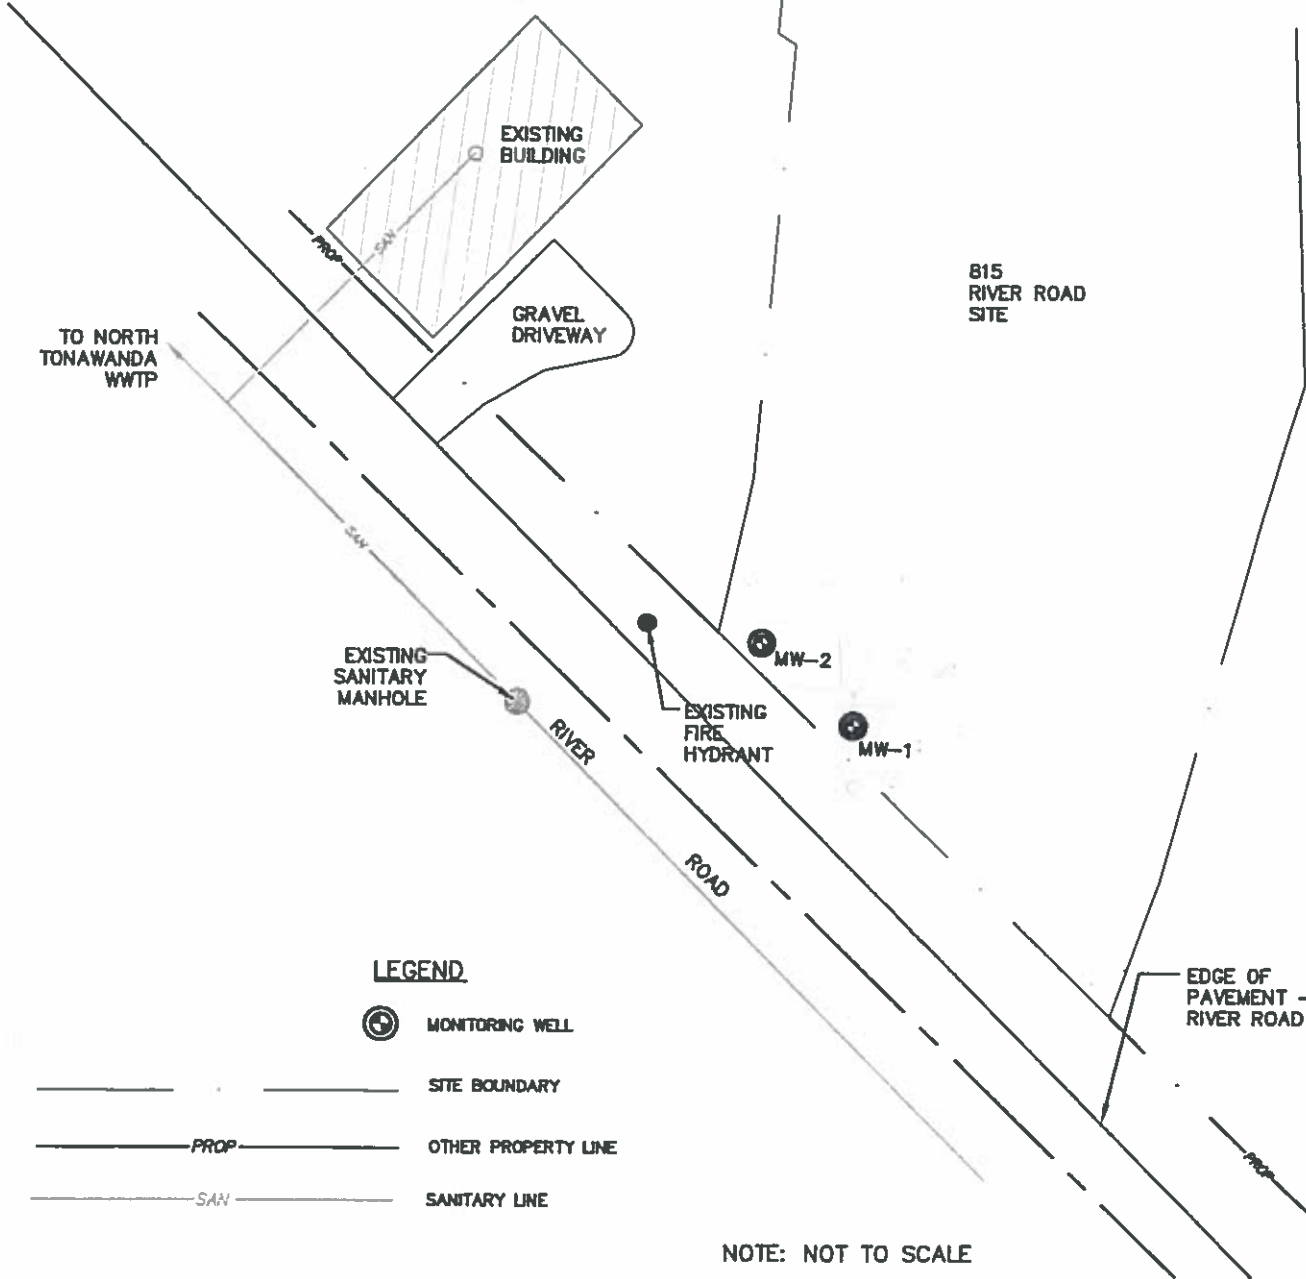 EXISTING
BUILDING
PROP
SAN
815
RIVER ROAD
SITE
GRAVEL
DRIVEWAY
TO NORTH
TONAWANDA
WWTP
SAN
EXISTING
SANITARY
MANHOLE
MW-2
EXISTING
FIRE
HYDRANT
MW-1
RIVER
ROAD
EDGE OF
PAVEMENT -
RIVER ROAD
LEGEND
MONITORING WELL
SITE BOUNDARY
PROP
OTHER PROPERTY LINE
SAN
SANITARY LINE
PROP
NOTE: NOT TO SCALE